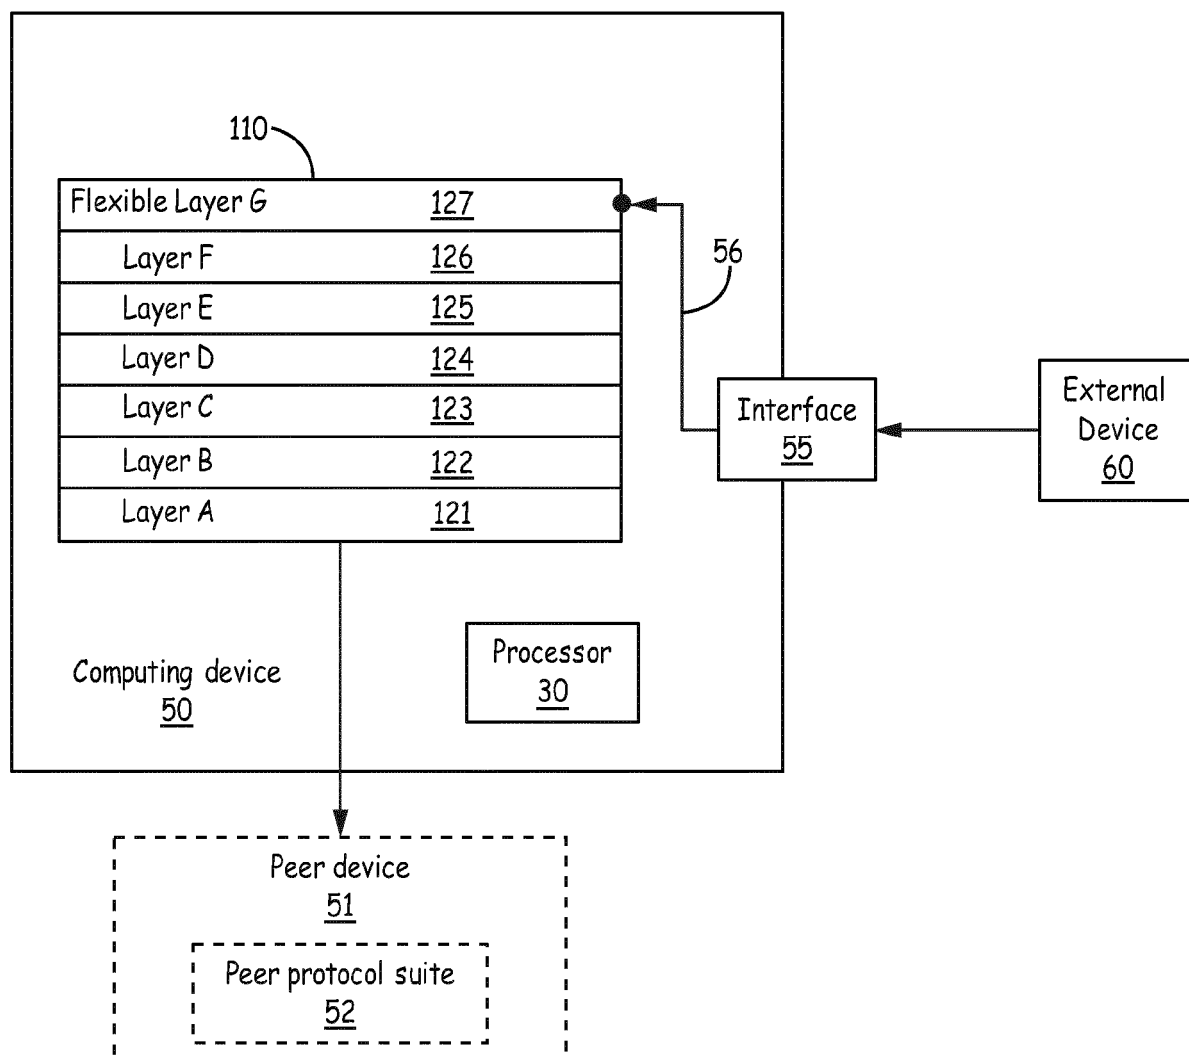 110
Flexible Layer G 127
Layer F 126
Layer E 125
Layer D 124
Layer C 123
Layer B 122
Layer A 121
56
Interface
55
External
Device
60
Processor
30
Computing device
50
Peer device
51
Peer protocol suite
52